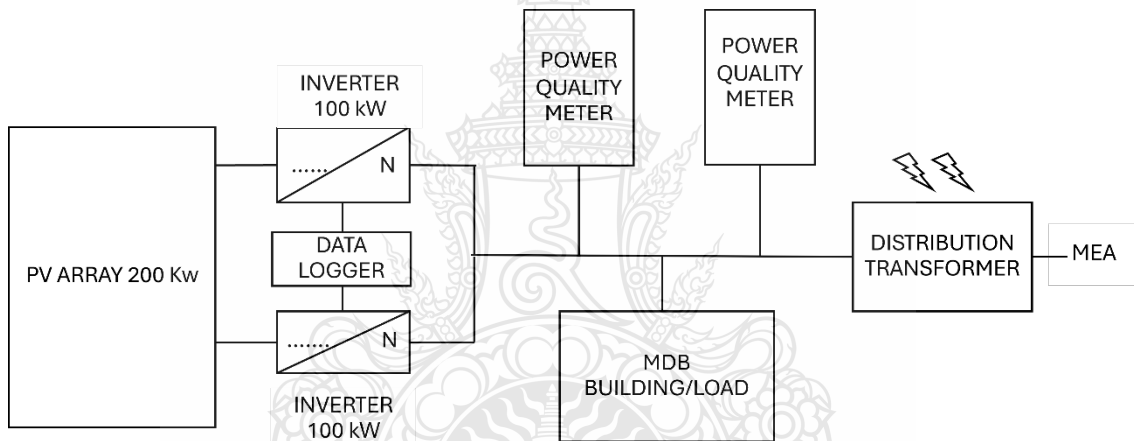 POWER
QUALITY
METER
POWER
QUALITY
METER
INVERTER
100 kW
N
PV ARRAY 200 Kw
DATA
LOGGER
DISTRIBUTION
TRANSFORMER
MEA
N
MDB
BUILDING/LOAD
INVERTER
100 kW